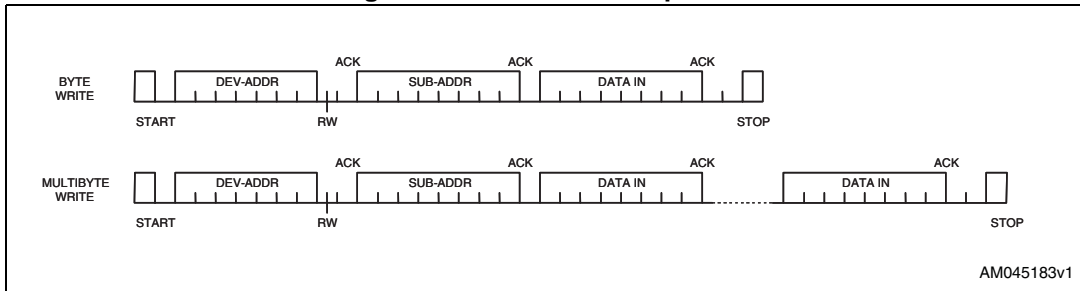 ACK ACK ACK
BYTE WRITE DEV-ADDR SUB-ADDR DATA IN
START RW STOP
ACK ACK ACK ACK
MULTIBYTE WRITE DEV-ADDR SUB-ADDR DATA IN DATA IN
START RW STOP
AM045183v1